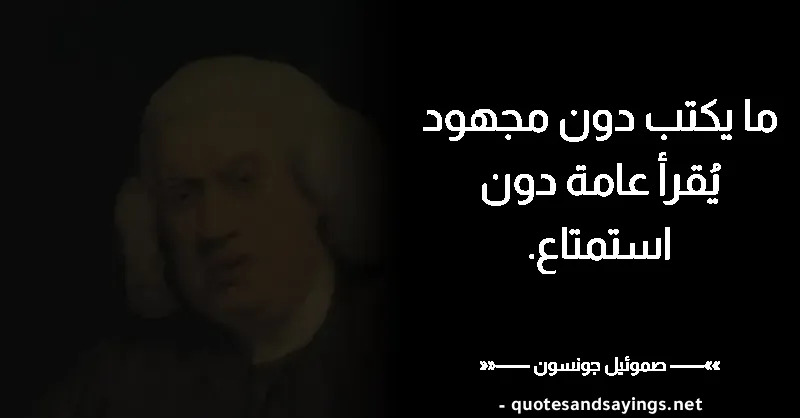 ما يكتب دون مجهود
يُقرأ عامة دون
استمتاع.
»»—— صموئيل جونسون ——««
- quotesandsayings.net